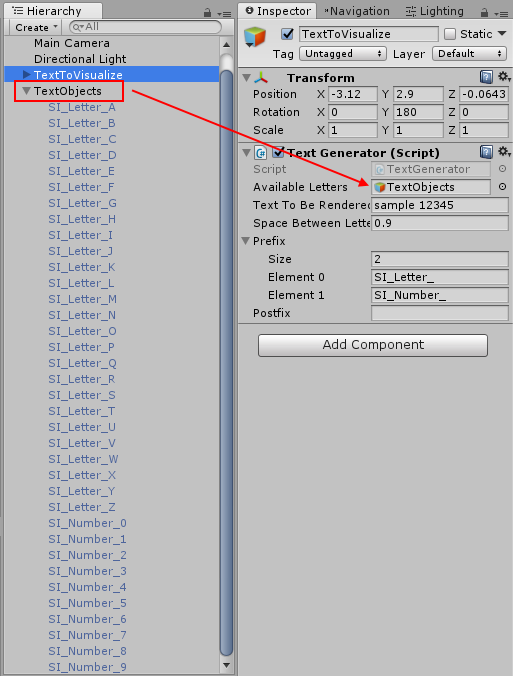 Hierarchy
Create
All
Main Camera
Directional Light
TextToVisualize
TextObjects
SI_Letter_A
SI_Letter_B
SI_Letter_C
SI_Letter_D
SI_Letter_E
SI_Letter_F
SI_Letter_G
SI_Letter_H
SI_Letter_I
SI_Letter_J
SI_Letter_K
SI_Letter_L
SI_Letter_M
SI_Letter_N
SI_Letter_O
SI_Letter_P
SI_Letter_Q
SI_Letter_R
SI_Letter_S
SI_Letter_T
SI_Letter_U
SI_Letter_V
SI_Letter_W
SI_Letter_X
SI_Letter_Y
SI_Letter_Z
SI_Number_0
SI_Number_1
SI_Number_2
SI_Number_3
SI_Number_4
SI_Number_5
SI_Number_6
SI_Number_7
SI_Number_8
SI_Number_9
Inspector Navigation Lighting
TextToVisualize Static
Tag Untagged Layer Default
Transform
Position X -3.12 Y 2.9 Z -0.0643
Rotation X 0 Y 180 Z 0
Scale X 1 Y 1 Z 1
Text Generator (Script)
Script TextGenerator
Available Letters TextObjects
Text To Be Rendered sample 12345
Space Between Lette 0.9
Prefix
Size 2
Element 0 SI_Letter_
Element 1 SI_Number_
Postfix
Add Component